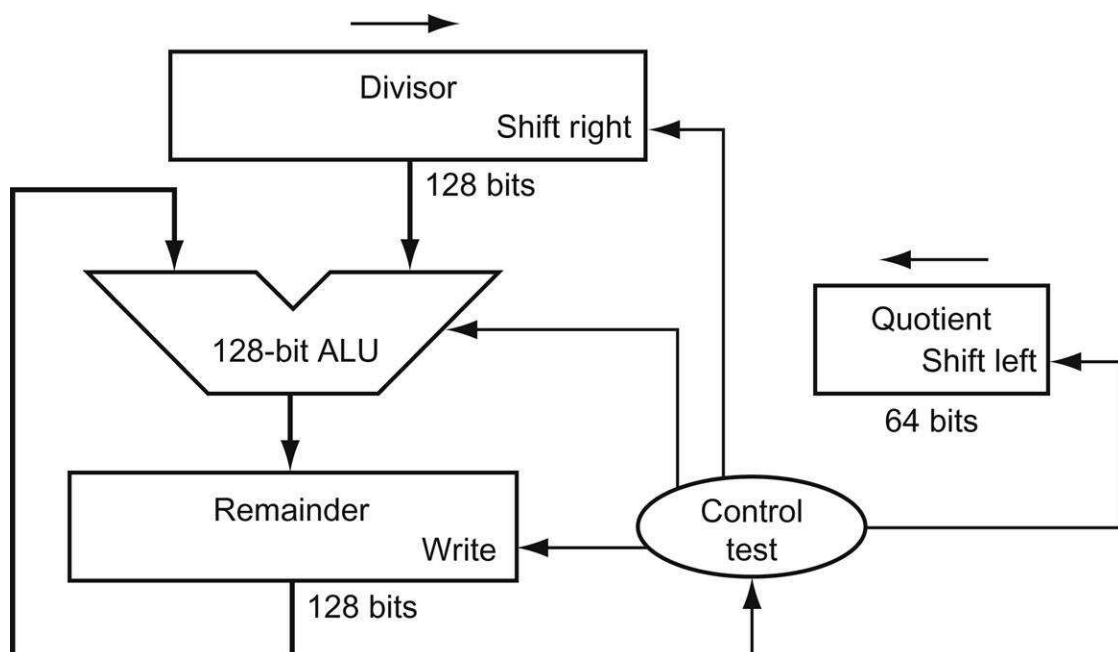 Divisor
Shift right
128 bits
128-bit ALU
Quotient
Shift left
64 bits
Remainder
Write
128 bits
Control
test